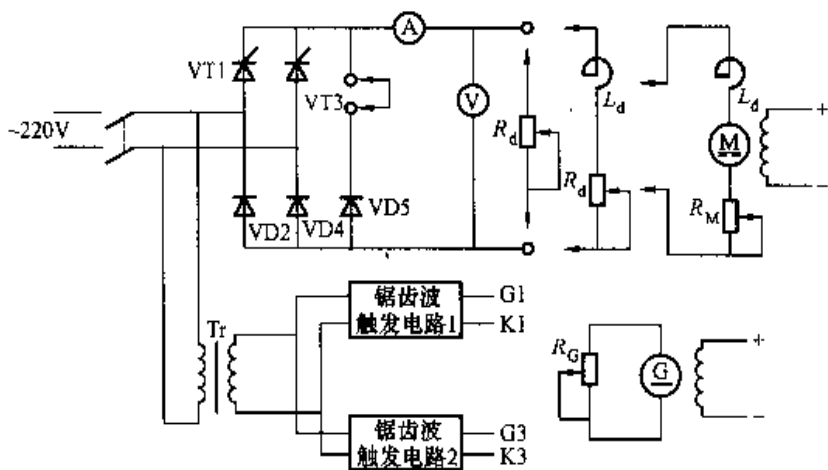 A
VT1
VT3
V
~220V
R_d
L_d
R_d
L_d
M
+
−
R_M
VD2
VD4
VD5
Tr
锯齿波
触发电路1
G1
K1
锯齿波
触发电路2
G3
K3
R_G
G
+
−